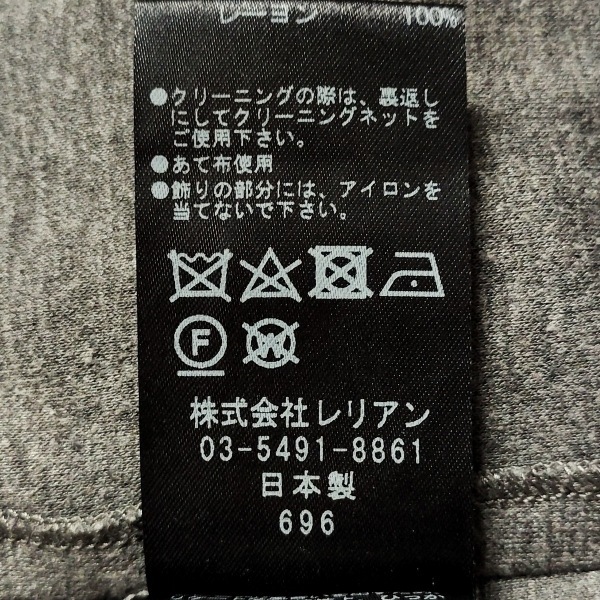 レーヨン 100%
●クリーニングの際は、裏返し
にしてクリーニングネットを
ご使用下さい。
●あて布使用
●飾りの部分には、アイロンを
当てないで下さい。
F W
株式会社レリアン
03-5491-8861
日本製
696